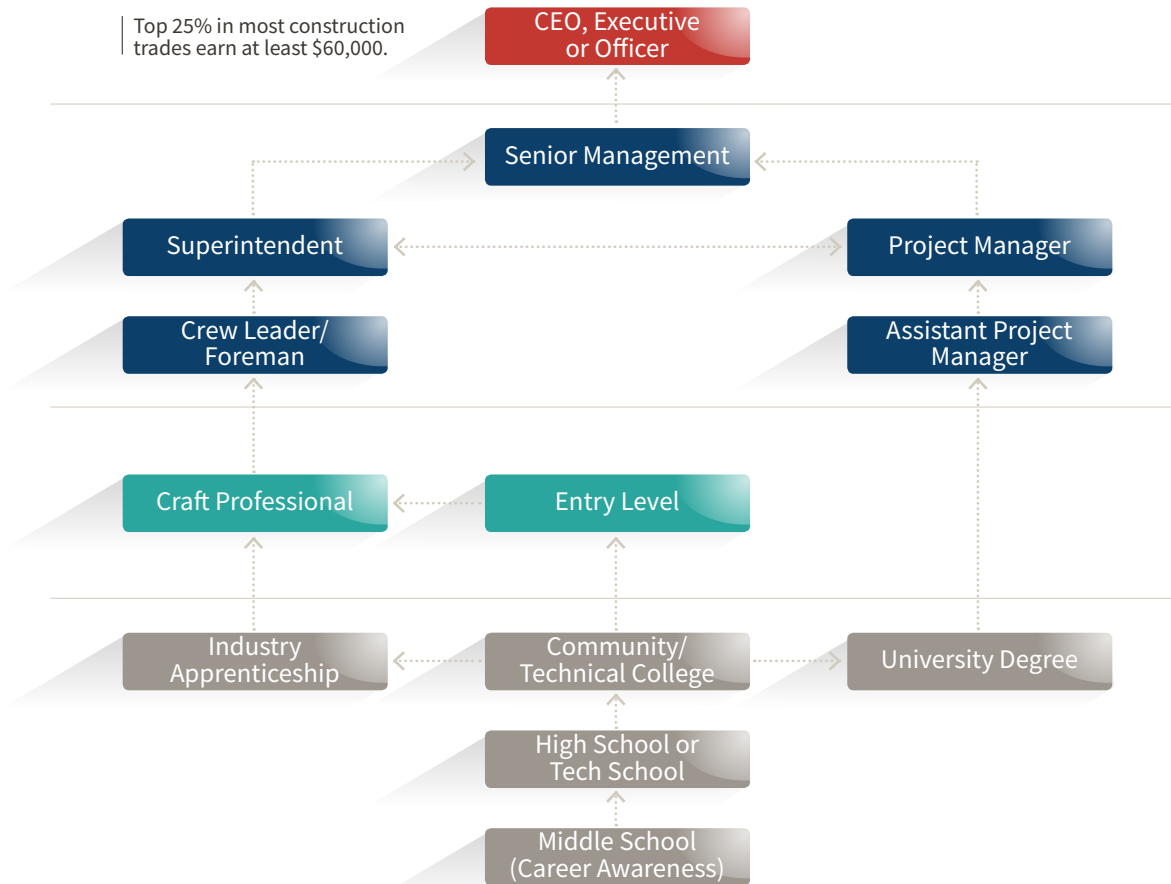 Top 25% in most construction
trades earn at least $60,000.
CEO, Executive
or Officer
Senior Management
Superintendent
Project Manager
Crew Leader/
Foreman
Assistant Project
Manager
Craft Professional
Entry Level
Industry
Apprenticeship
Community/
Technical College
University Degree
High School or
Tech School
Middle School
(Career Awareness)